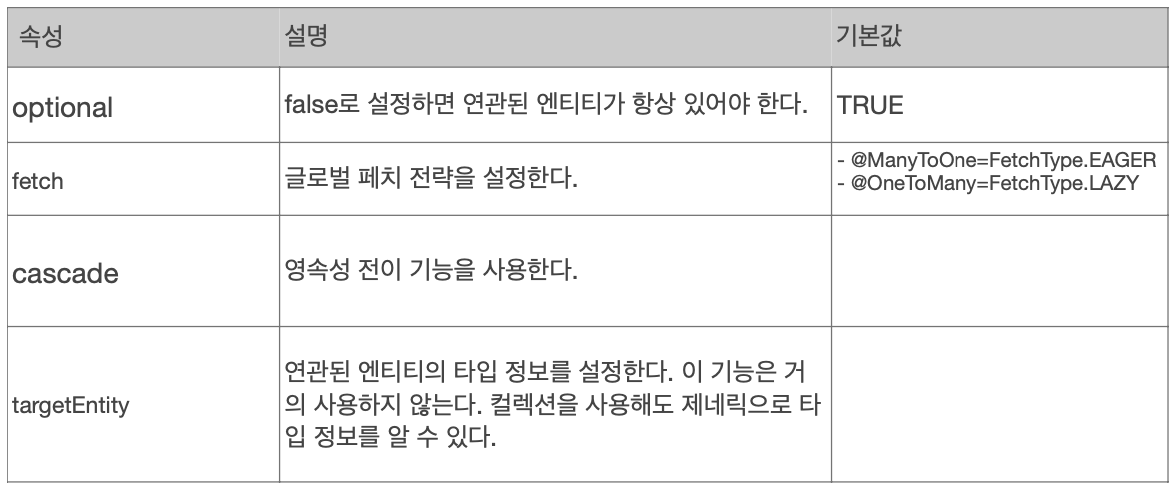 속성 설명 기본값
optional false로 설정하면 연관된 엔티티가 항상 있어야 한다. TRUE
fetch 글로벌 페치 전략을 설정한다. - @ManyToOne=FetchType.EAGER
- @OneToMany=FetchType.LAZY
cascade 영속성 전이 기능을 사용한다.
targetEntity 연관된 엔티티의 타입 정보를 설정한다. 이 기능은 거
의 사용하지 않는다. 컬렉션을 사용해도 제네릭으로 타
입 정보를 알 수 있다.